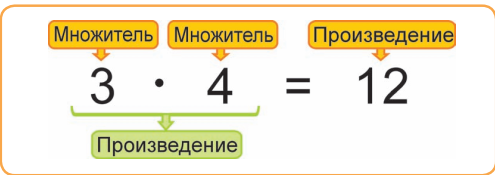 Множитель Множитель Произведение
3 · 4 = 12
Произведение